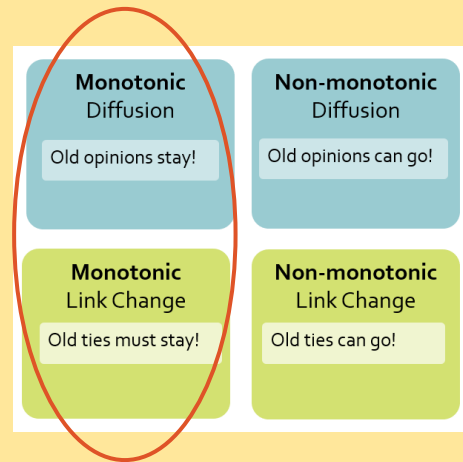 Monotonic
Diffusion
Old opinions stay!
Non-monotonic
Diffusion
Old opinions can go!
Monotonic
Link Change
Old ties must stay!
Non-monotonic
Link Change
Old ties can go!